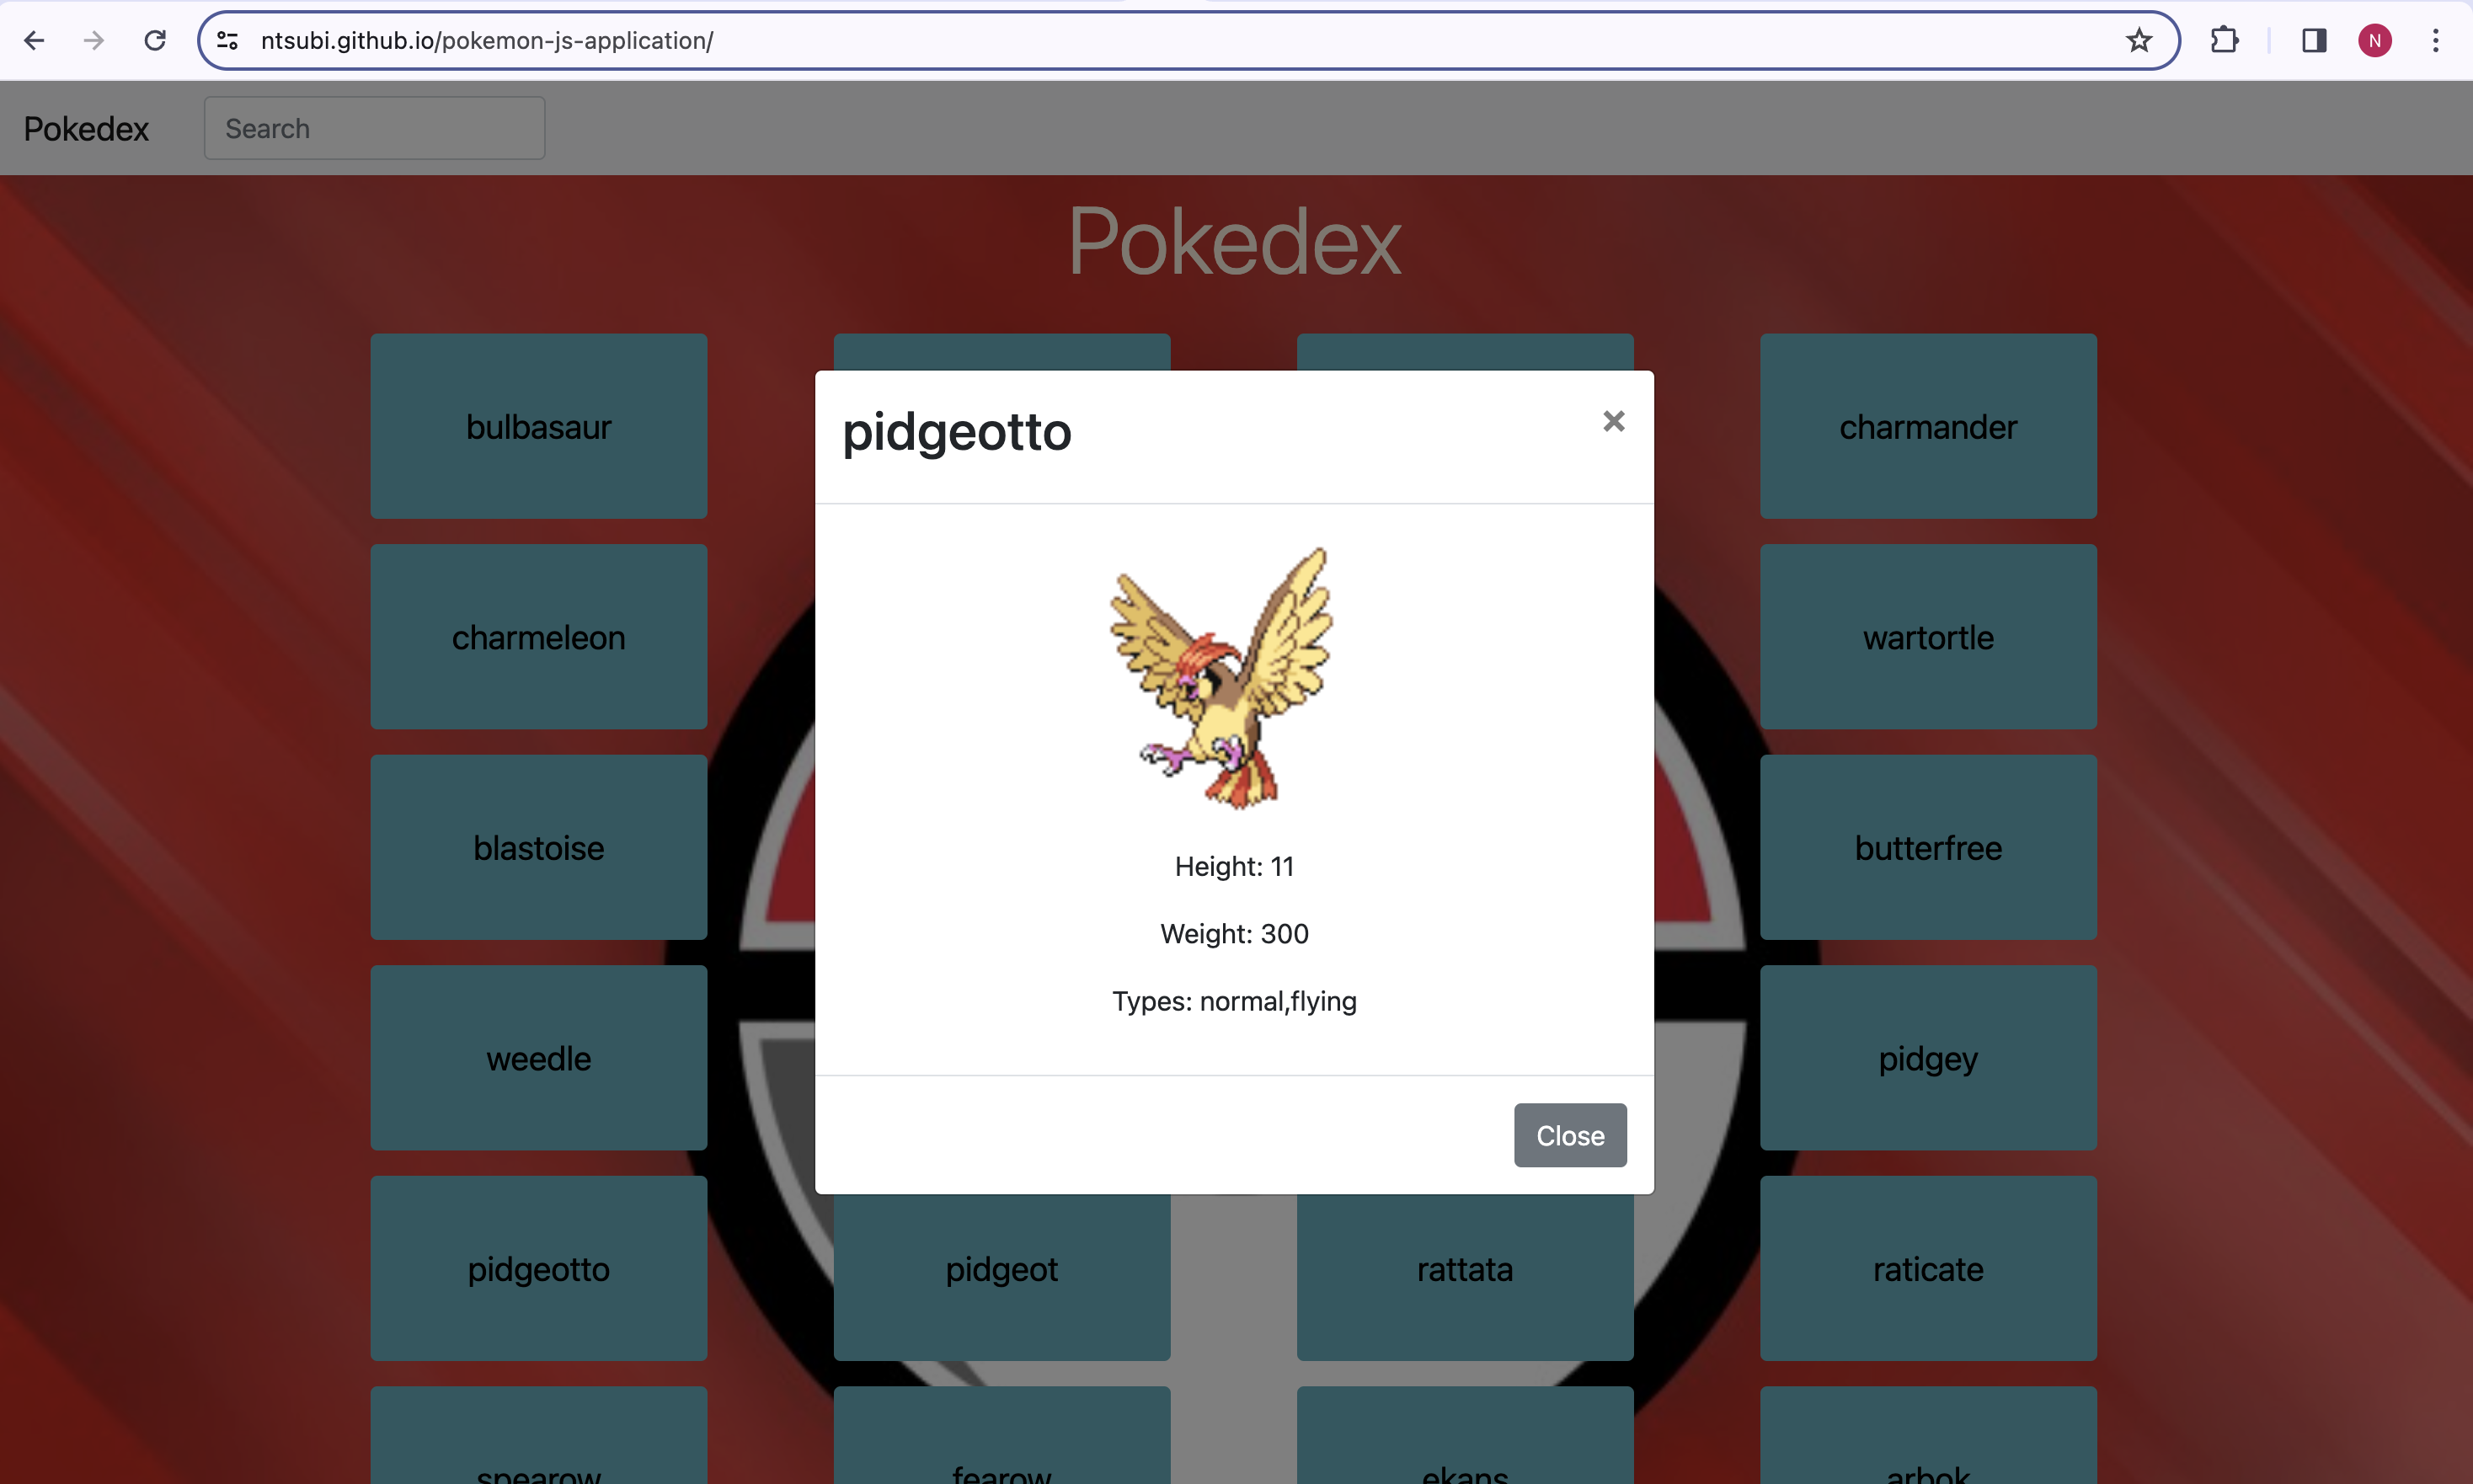 ntsubi.github.io/pokemon-js-application/
N
Pokedex
Search
Pokedex
bulbasaur
charmander
pidgeotto
×
charmeleon
wartortle
blastoise
butterfree
Height: 11
Weight: 300
Types: normal,flying
weedle
pidgey
Close
pidgeotto
pidgeot
rattata
raticate
spearow
fearow
ekans
arbok